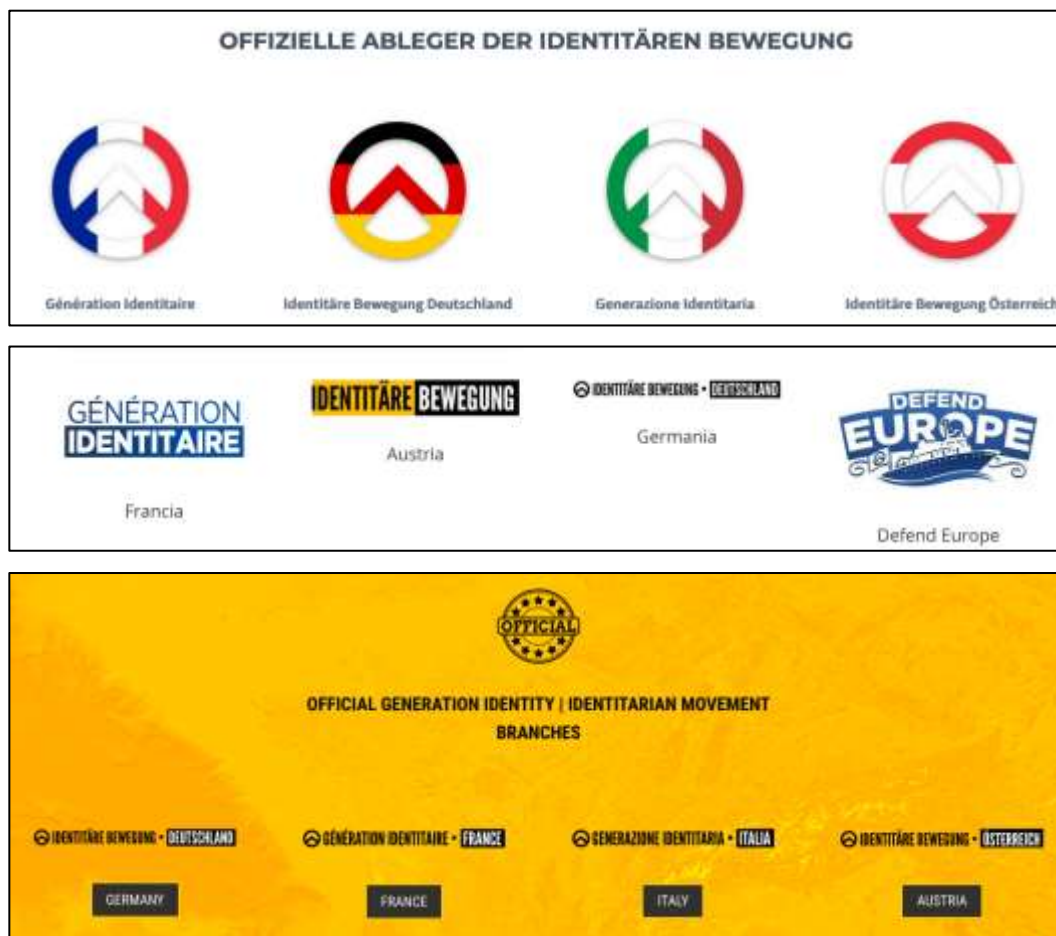 OFFIZIELLE ABLEGER DER IDENTITÄREN BEWEGUNG
Génération Identitaire
Identitäre Bewegung Deutschland
Generazione Identitaria
Identitäre Bewegung Österreich
GÉNÉRATION
IDENTITAIRE
Francia
IDENTITÄRE BEWEGUNG
Austria
IDENTITÄRE BEWEGUNG • DEUTSCHLAND
Germania
DEFEND
EUROPE
Defend Europe
OFFICIAL
OFFICIAL GENERATION IDENTITY | IDENTITARIAN MOVEMENT
BRANCHES
IDENTITÄRE BEWEGUNG • DEUTSCHLAND
GÉNÉRATION IDENTITAIRE • FRANCE
GENERAZIONE IDENTITARIA • ITALIA
IDENTITÄRE BEWEGUNG • ÖSTERREICH
GERMANY
FRANCE
ITALY
AUSTRIA